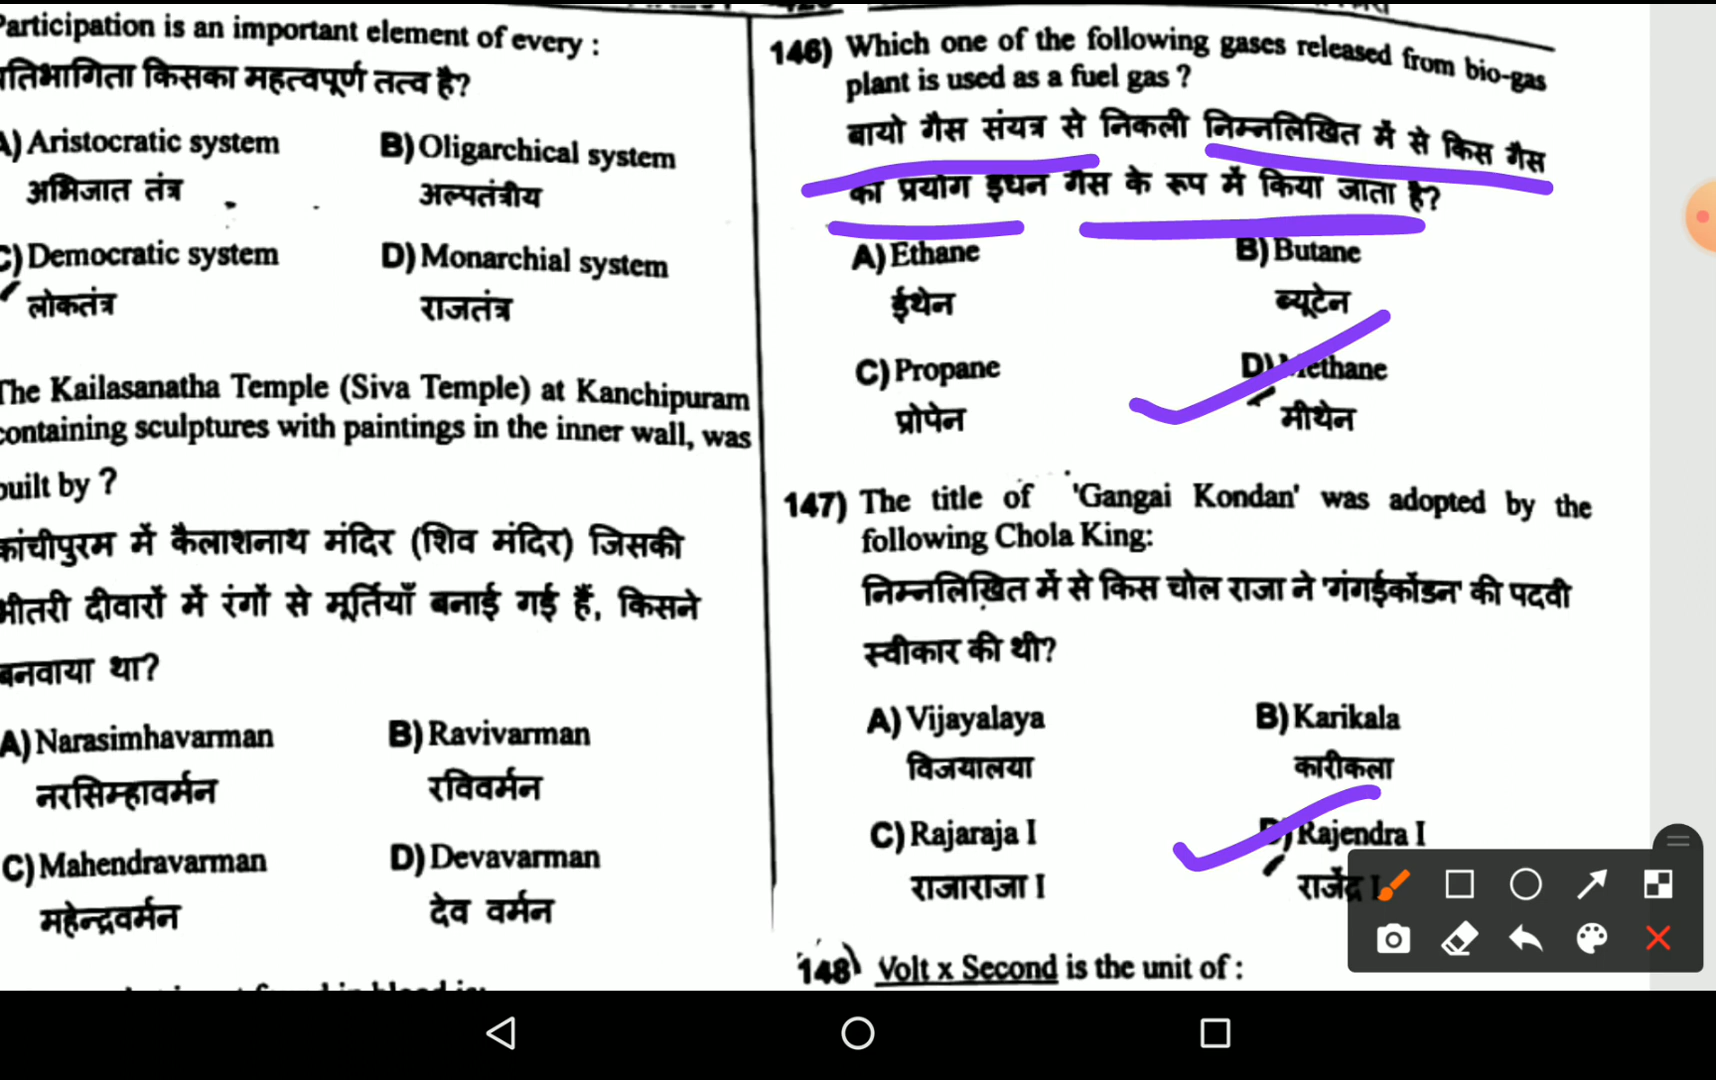 Participation is an important element of every :
प्रतिभागिता किसका महत्वपूर्ण तत्व है?
A) Aristocratic system
अभिजात तंत्र
B) Oligarchical system
अल्पतंत्रीय
C) Democratic system
लोकतंत्र
D) Monarchial system
राजतंत्र
The Kailasanatha Temple (Siva Temple) at Kanchipuram
containing sculptures with paintings in the inner wall, was
built by ?
कांचीपुरम में कैलाशनाथ मंदिर (शिव मंदिर) जिसकी
भीतरी दीवारों में रंगों से मूर्तियाँ बनाई गई हैं, किसने
बनवाया था?
A) Narasimhavarman
नरसिम्हावर्मन
B) Ravivarman
रविवर्मन
C) Mahendravarman
महेन्द्रवर्मन
D) Devavarman
देव वर्मन
146) Which one of the following gases released from bio-gas
plant is used as a fuel gas ?
बायो गैस संयत्र से निकली निम्नलिखित में से किस गैस
का प्रयोग इंधन गैस के रूप में किया जाता है?
A) Ethane
ईथेन
B) Butane
ब्यूटेन
C) Propane
प्रोपेन
D) Methane
मीथेन
147) The title of 'Gangai Kondan' was adopted by the
following Chola King:
निम्नलिखित में से किस चोल राजा ने 'गंगईकोंडन' की पदवी
स्वीकार की थी?
A) Vijayalaya
विजयालया
B) Karikala
कारीकला
C) Rajaraja I
राजाराजा I
D) Rajendra I
राजेंद्र I
148) Volt x Second is the unit of :